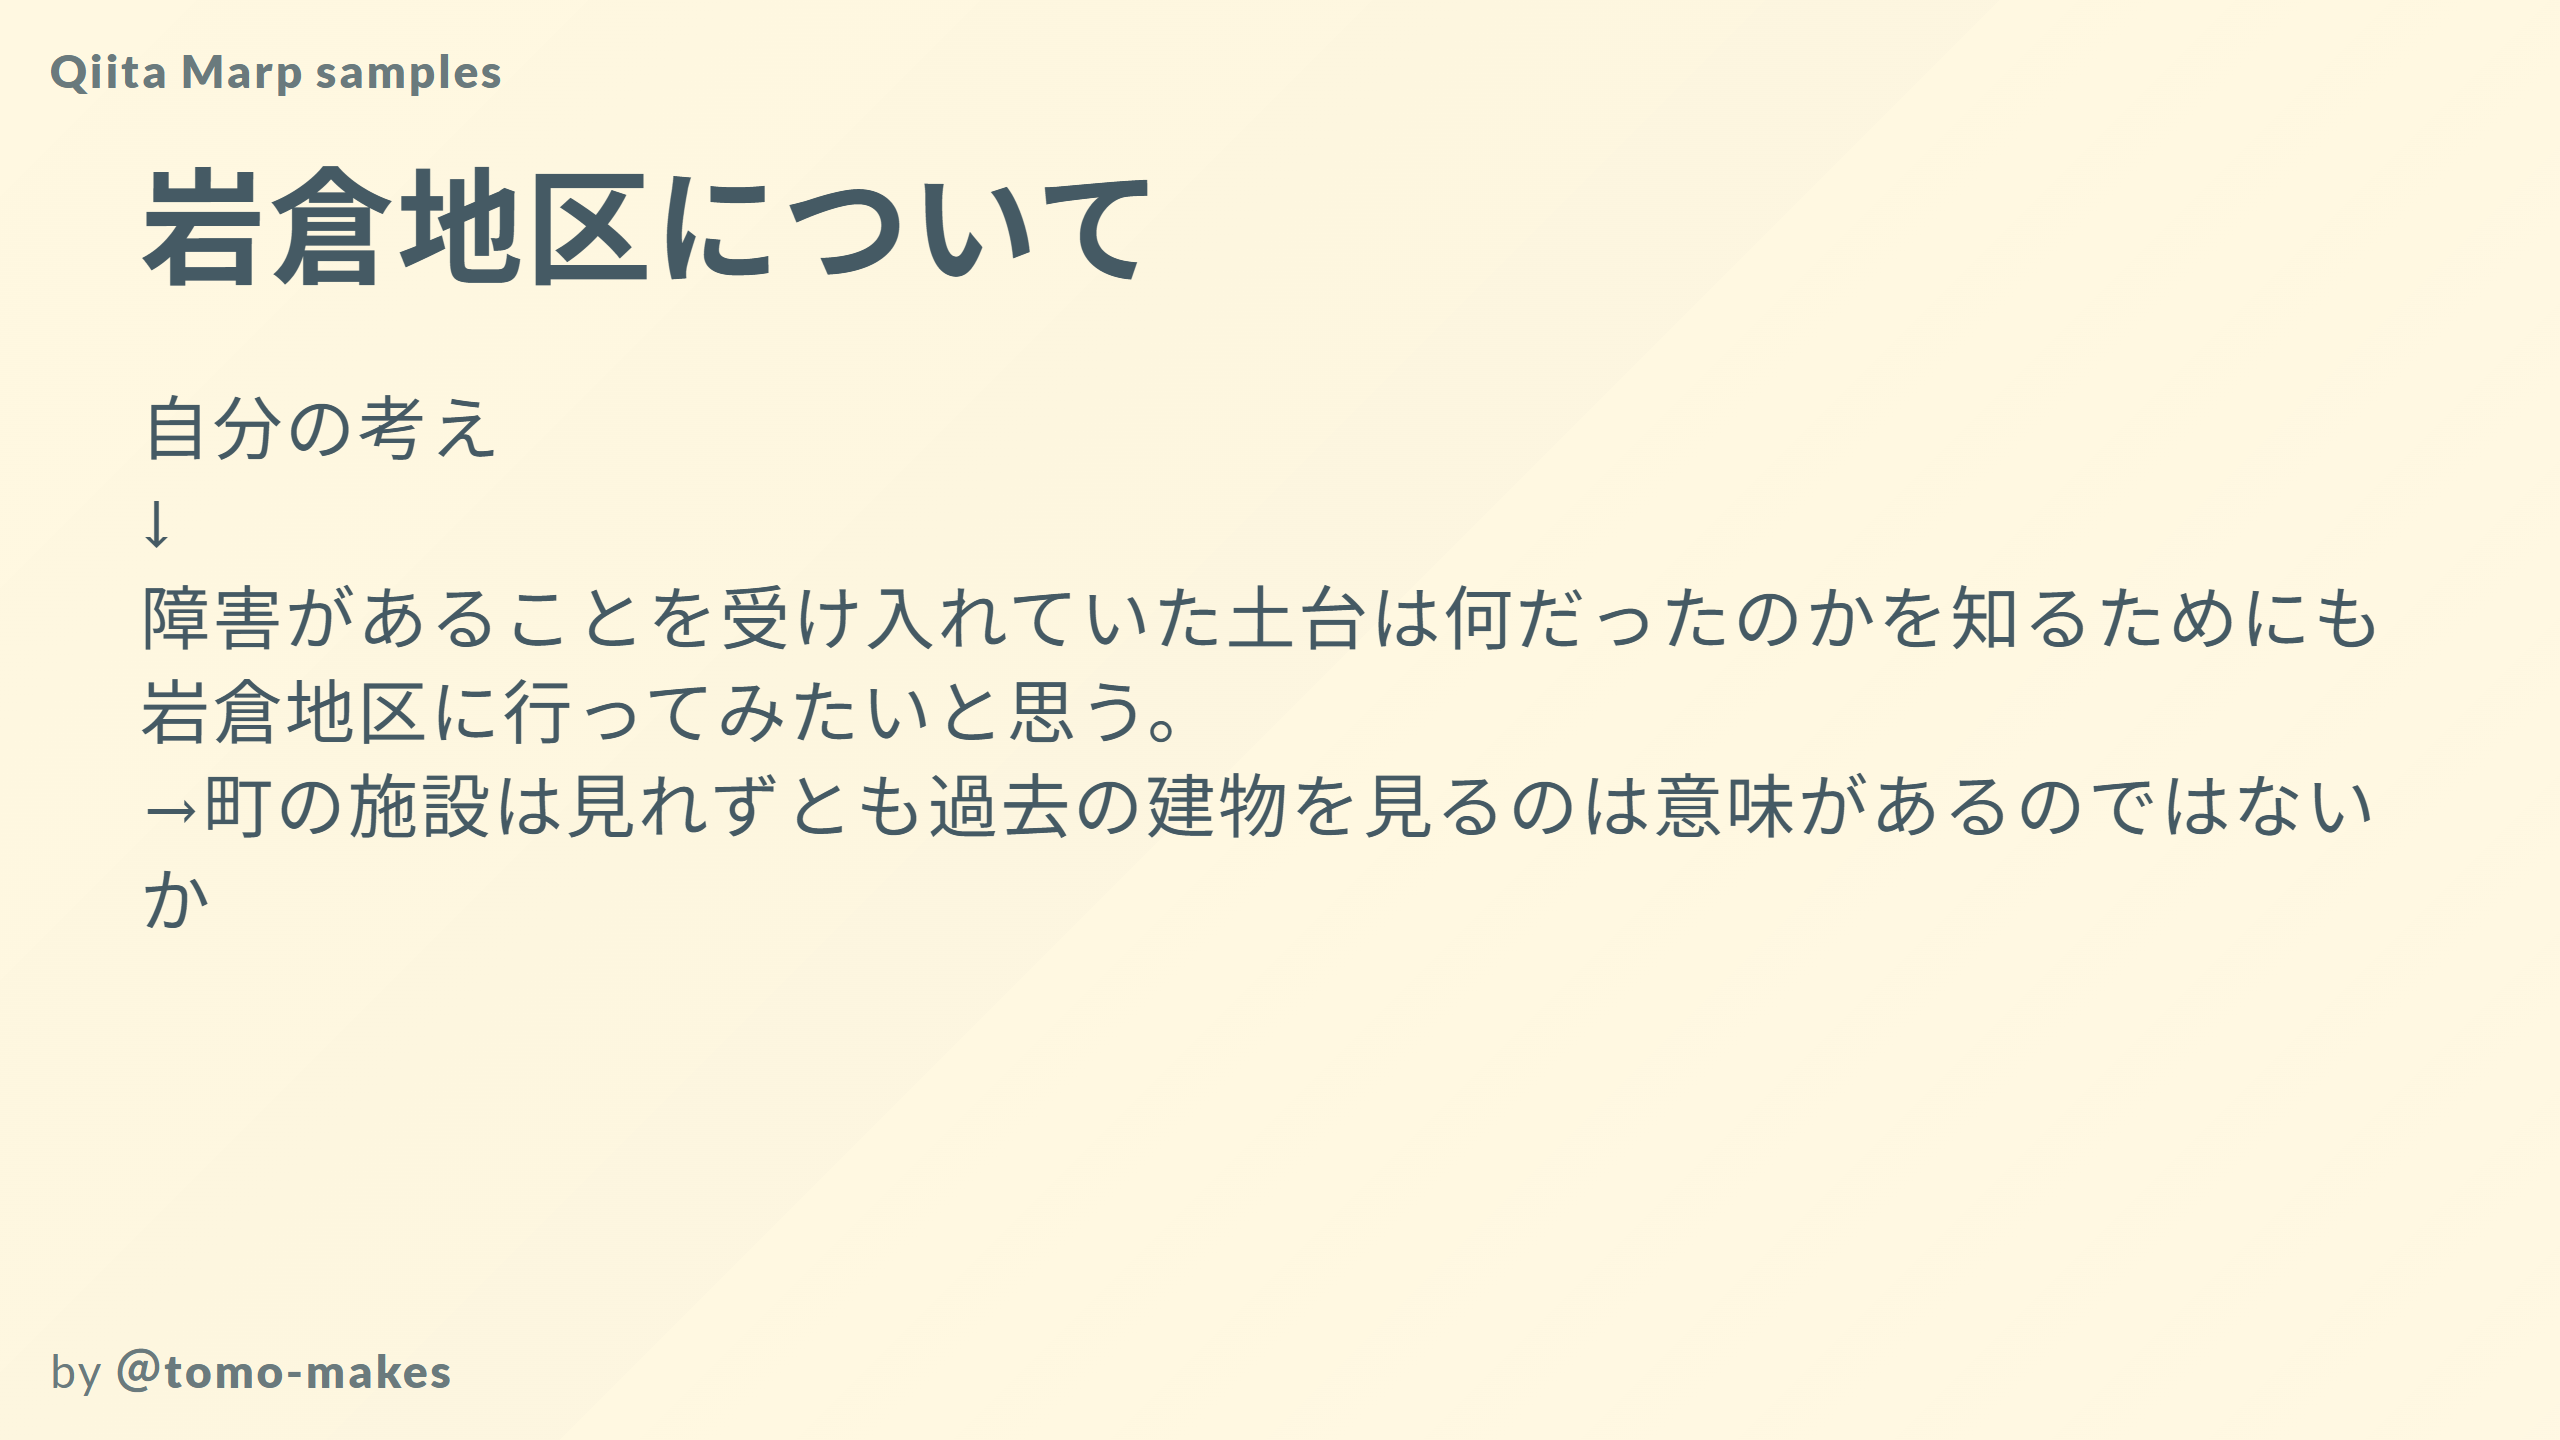 Qiita Marp samples
岩倉地区について
自分の考え
↓
障害があることを受け入れていた土台は何だったのかを知るためにも
岩倉地区に行ってみたいと思う。
→町の施設は見れずとも過去の建物を見るのは意味があるのではない
か
by @tomo-makes